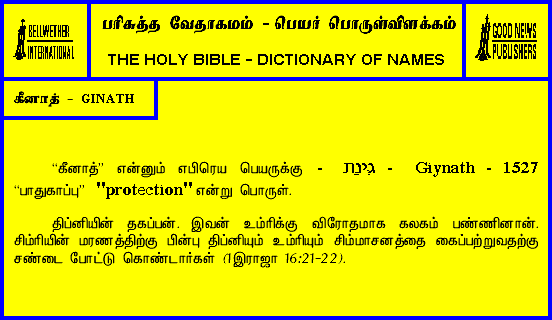 BELLWETHER
INTERNATIONAL
பரிசுத்த வேதாகமம் - பெயர் பொருள்விளக்கம்
THE HOLY BIBLE - DICTIONARY OF NAMES
GOOD NEWS
PUBLISHERS
கீனாத் - GINATH
“கீனாத்” என்னும் எபிரெய பெயருக்கு - גִּינַת - Giynath - 1527
“பாதுகாப்பு” "protection" என்று பொருள்.
திப்னியின் தகப்பன். இவன் உம்ரிக்கு விரோதமாக கலகம் பண்ணினான்.
சிம்ரியின் மரணத்திற்கு பின்பு திப்னியும் உம்ரியும் சிம்மாசனத்தை கைப்பற்றுவதற்கு
சண்டை போட்டு கொண்டார்கள் (1இராஜா 16:21-22).